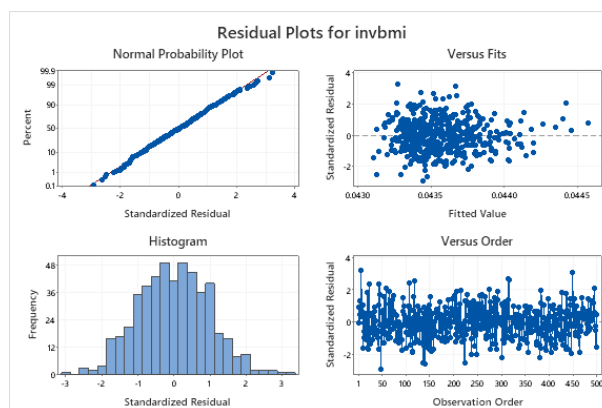 Residual Plots for invbmi
Normal Probability Plot
Versus Fits
99.9
99
90
50
10
1
0.1
Percent
-4 -2 0 2 4
Standardized Residual
4
2
0
-2
Standardized Residual
0.0430 0.0435 0.0440 0.0445
Fitted Value
Histogram
Versus Order
48
36
24
12
0
Frequency
-3 -2 -1 0 1 2 3
Standardized Residual
4
2
0
-2
Standardized Residual
1 50 100 150 200 250 300 350 400 450 500
Observation Order